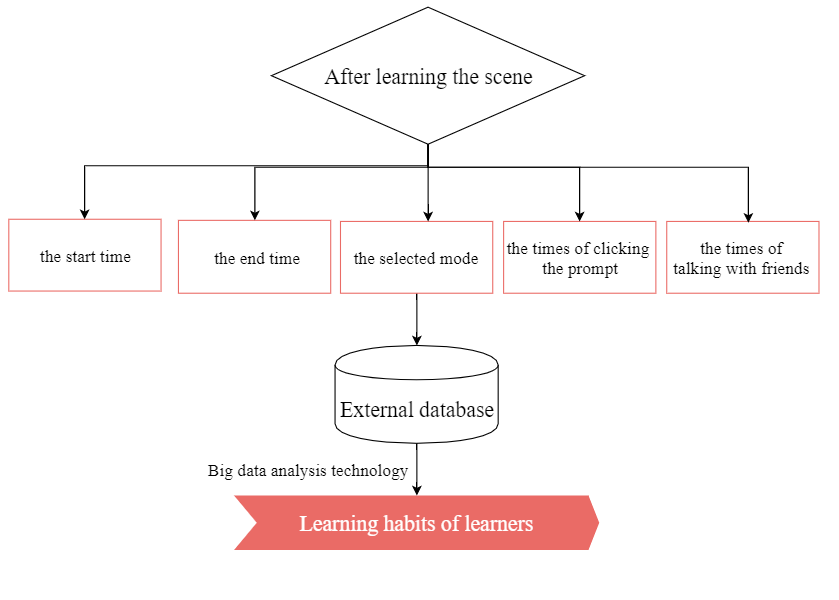 After learning the scene
the start time
the end time
the selected mode
the times of clicking
the prompt
the times of
talking with friends
External database
Big data analysis technology
Learning habits of learners